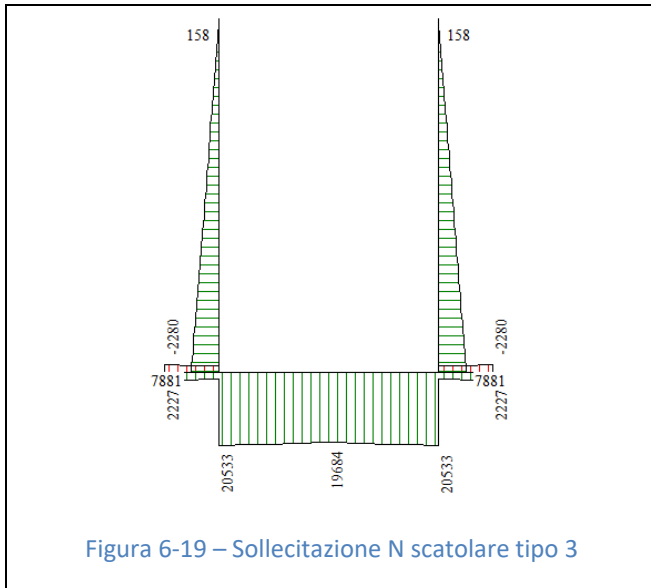 158 158
-2280 -2280
7881 7881
2227 2227
20533 19684 20533
Figura 6-19 – Sollecitazione N scatolare tipo 3